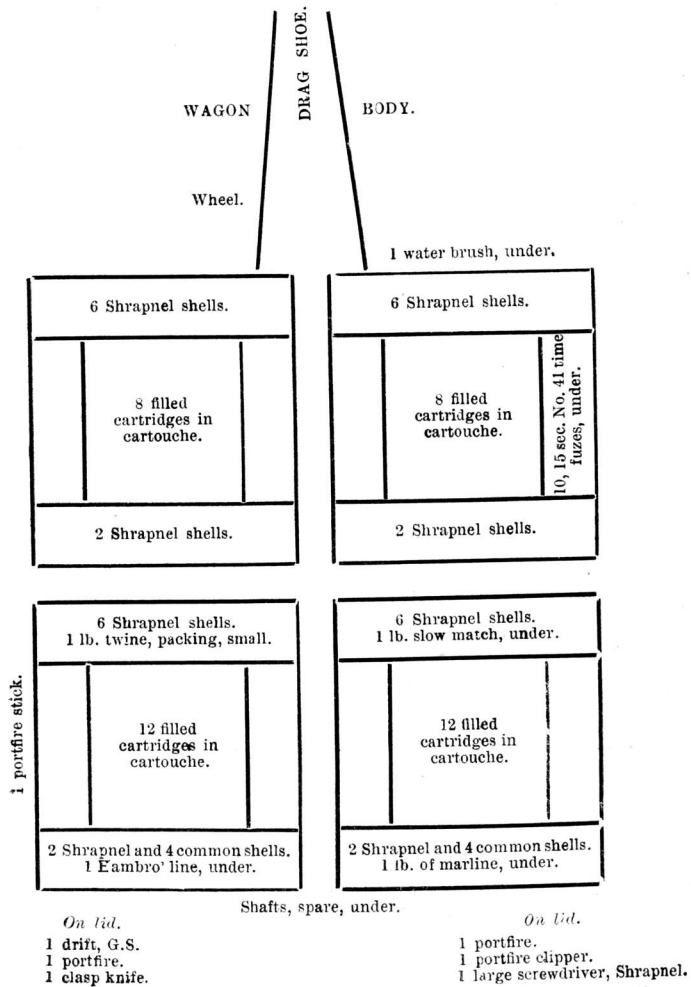 DRAG SHOE.
WAGON BODY.
Wheel.
1 water brush, under.
6 Shrapnel shells.
8 filled
cartridges in
cartouche.
2 Shrapnel shells.
6 Shrapnel shells.
8 filled
cartridges in
cartouche.
10, 15 sec. No. 41 time
fuzes, under.
2 Shrapnel shells.
1 portfire stick.
6 Shrapnel shells.
1 lb. twine, packing, small.
12 filled
cartridges in
cartouche.
2 Shrapnel and 4 common shells.
1 Hambro' line, under.
6 Shrapnel shells.
1 lb. slow match, under.
12 filled
cartridges in
cartouche.
2 Shrapnel and 4 common shells.
1 lb. of marline, under.
Shafts, spare, under.
On lid.
1 drift, G.S.
1 portfire.
1 clasp knife.
On lid.
1 portfire.
1 portfire clipper.
1 large screwdriver, Shrapnel.